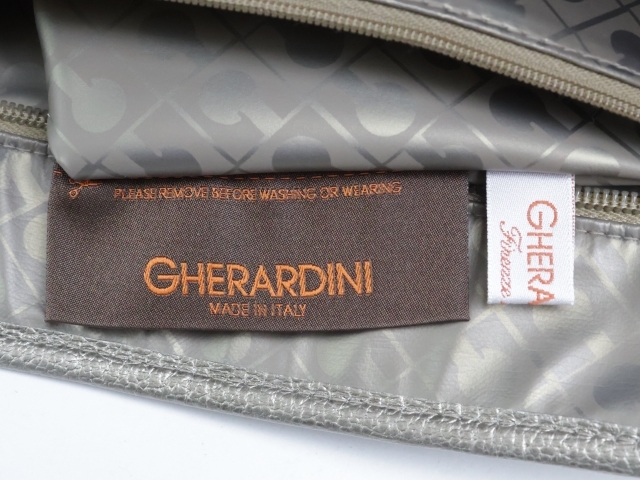 PLEASE REMOVE BEFORE WASHING OR WEARING
GHERARDINI
MADE IN ITALY
GHERA
Firenze